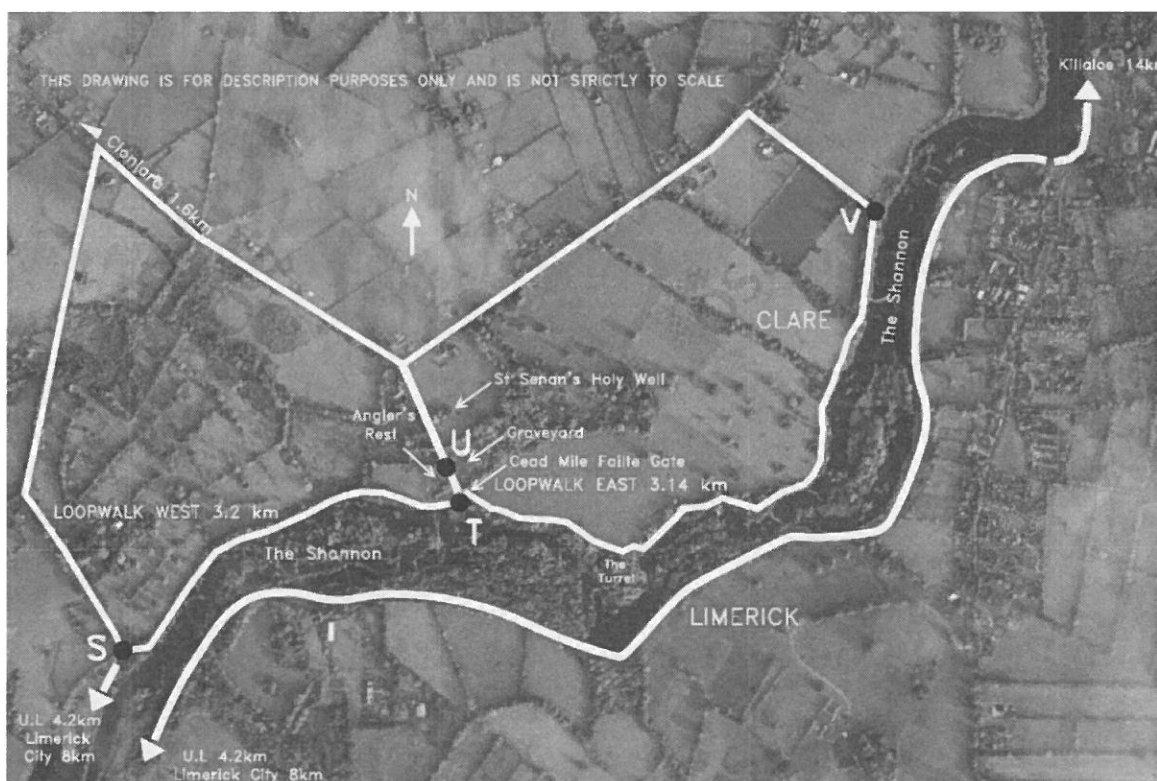 THIS DRAWING IS FOR DESCRIPTION PURPOSES ONLY AND IS NOT STRICTLY TO SCALE
Killaloe 14km
Clonlara 1.6km
N
V
The Shannon
CLARE
St Senan's Holy Well
Angler's
Rest
U
Graveyard
Cead Mile Failte Gate
LOOPWALK EAST 3.14 km
LOOPWALK WEST 3.2 km
T
The Shannon
The
Turret
LIMERICK
S
U.L 4.2km
Limerick
City 8km
U.L 4.2km
Limerick City 8km